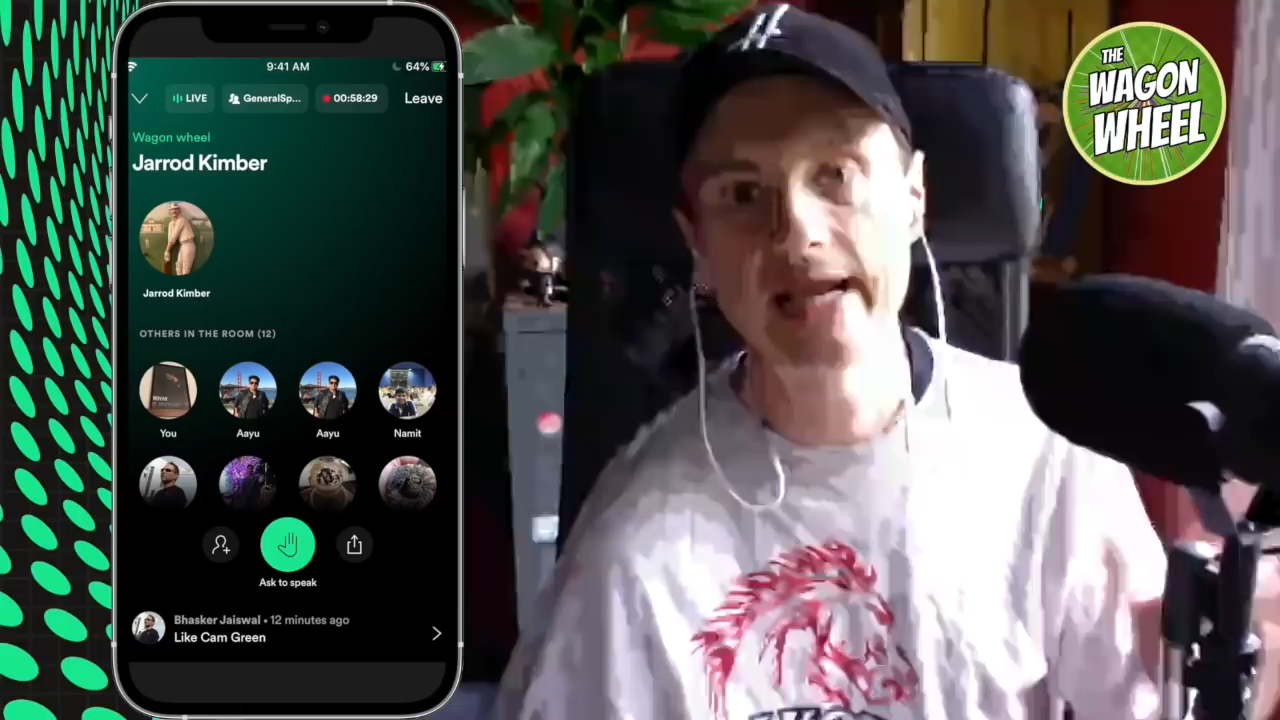 9:41 AM
64%
LIVE
GeneralSp...
00:58:29
Leave
Wagon wheel
Jarrod Kimber
Jarrod Kimber
OTHERS IN THE ROOM (12)
You
Aayu
Aayu
Namit
Ask to speak
Bhasker Jaiswal • 12 minutes ago
Like Cam Green
THE
WAGON
WHEEL